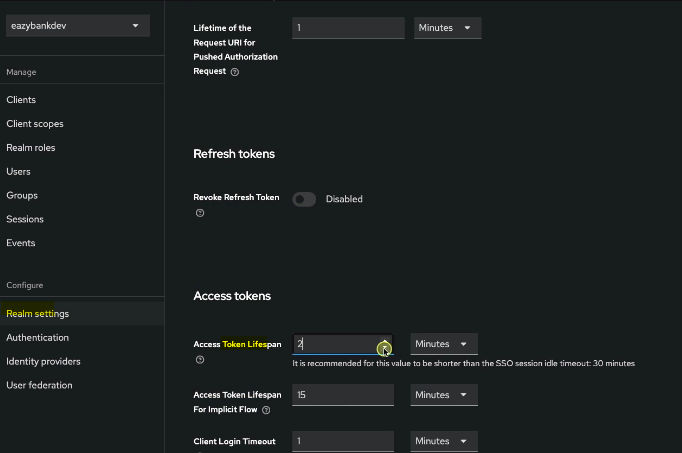 eazybankdev
Manage
Clients
Client scopes
Realm roles
Users
Groups
Sessions
Events
Configure
Realm settings
Authentication
Identity providers
User federation
Lifetime of the
Request URI for
Pushed Authorization
Request
1 Minutes
Refresh tokens
Revoke Refresh Token Disabled
Access tokens
Access Token Lifespan 2 Minutes
It is recommended for this value to be shorter than the SSO session idle timeout: 30 minutes
Access Token Lifespan
For Implicit Flow
15 Minutes
Client Login Timeout 1 Minutes